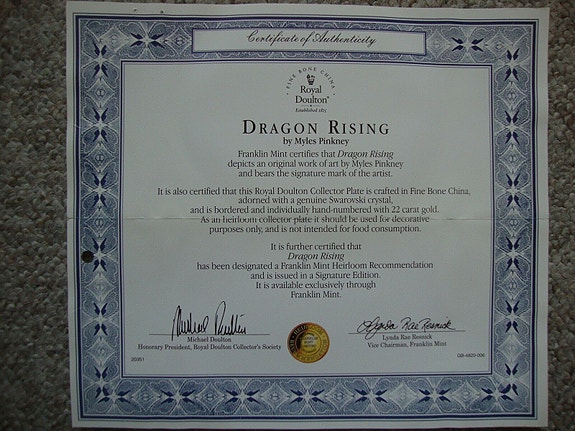 Certificate of Authenticity
FINE BONE CHINA
Royal
Doulton®
Established 1815
DRAGON RISING
by Myles Pinkney
Franklin Mint certifies that Dragon Rising
depicts an original work of art by Myles Pinkney
and bears the signature mark of the artist.
It is also certified that this Royal Doulton Collector Plate is crafted in Fine Bone China,
adorned with a genuine Swarovski crystal,
and is bordered and individually hand-numbered with 22 carat gold.
As an heirloom collector plate it should be used for decorative
purposes only, and is not intended for food consumption.
It is further certified that
Dragon Rising
has been designated a Franklin Mint Heirloom Recommendation
and is issued in a Signature Edition.
It is available exclusively through
Franklin Mint.
Michael Doulton
Lynda Rae Resnick
Michael Doulton
Honorary President, Royal Doulton Collector's Society
Lynda Rae Resnick
Vice Chairman, Franklin Mint
20351